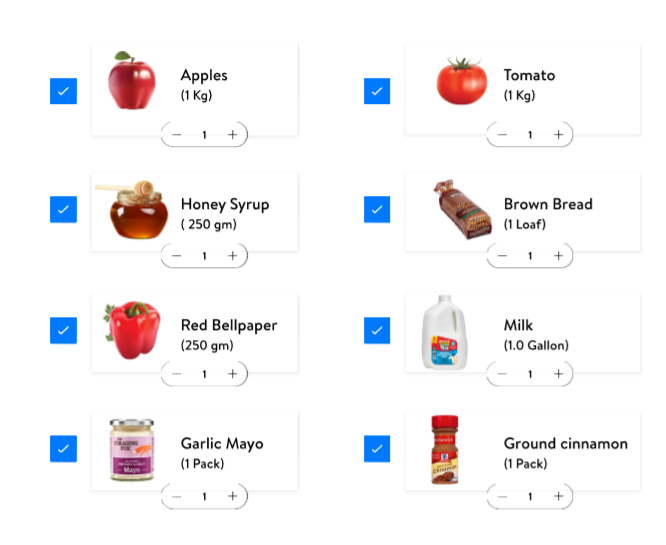 Apples
(1 Kg)
− 1 +
Tomato
(1 Kg)
− 1 +
Honey Syrup
( 250 gm)
− 1 +
Brown Bread
(1 Loaf)
− 1 +
Red Bellpaper
(250 gm)
− 1 +
Milk
(1.0 Gallon)
− 1 +
FORAGING
FOX
Mayo
Garlic Mayo
(1 Pack)
− 1 +
Ground cinnamon
(1 Pack)
− 1 +